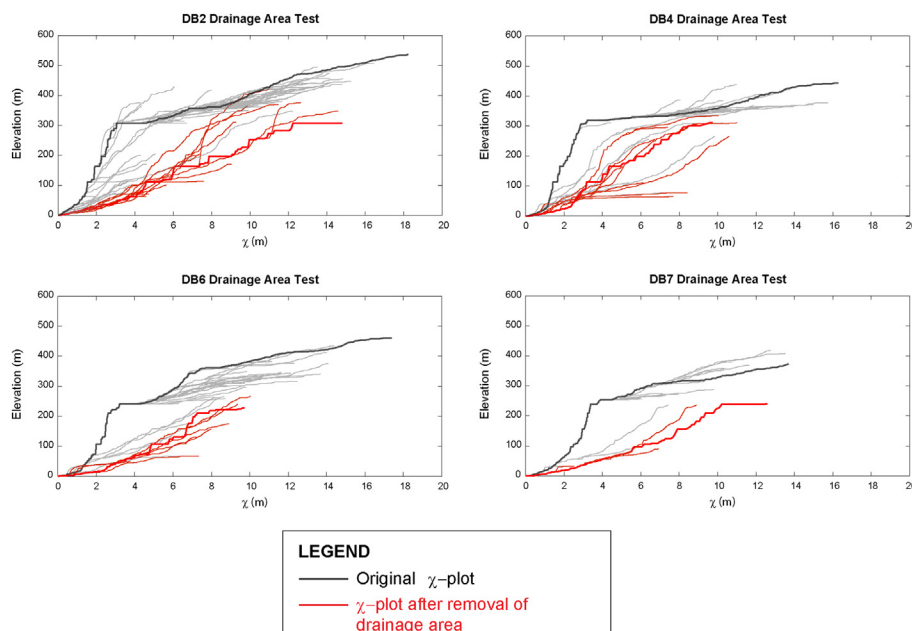 DB2 Drainage Area Test
600
500
400
300
200
100
0
Elevation (m)
0 2 4 6 8 10 12 14 16 18 20
χ (m)
DB4 Drainage Area Test
600
500
400
300
200
100
0
Elevation (m)
0 2 4 6 8 10 12 14 16 18 20
χ (m)
DB6 Drainage Area Test
600
500
400
300
200
100
0
Elevation (m)
0 2 4 6 8 10 12 14 16 18 20
χ (m)
DB7 Drainage Area Test
600
500
400
300
200
100
0
Elevation (m)
0 2 4 6 8 10 12 14 16 18 20
χ (m)
LEGEND
Original χ–plot
χ–plot after removal of
drainage area